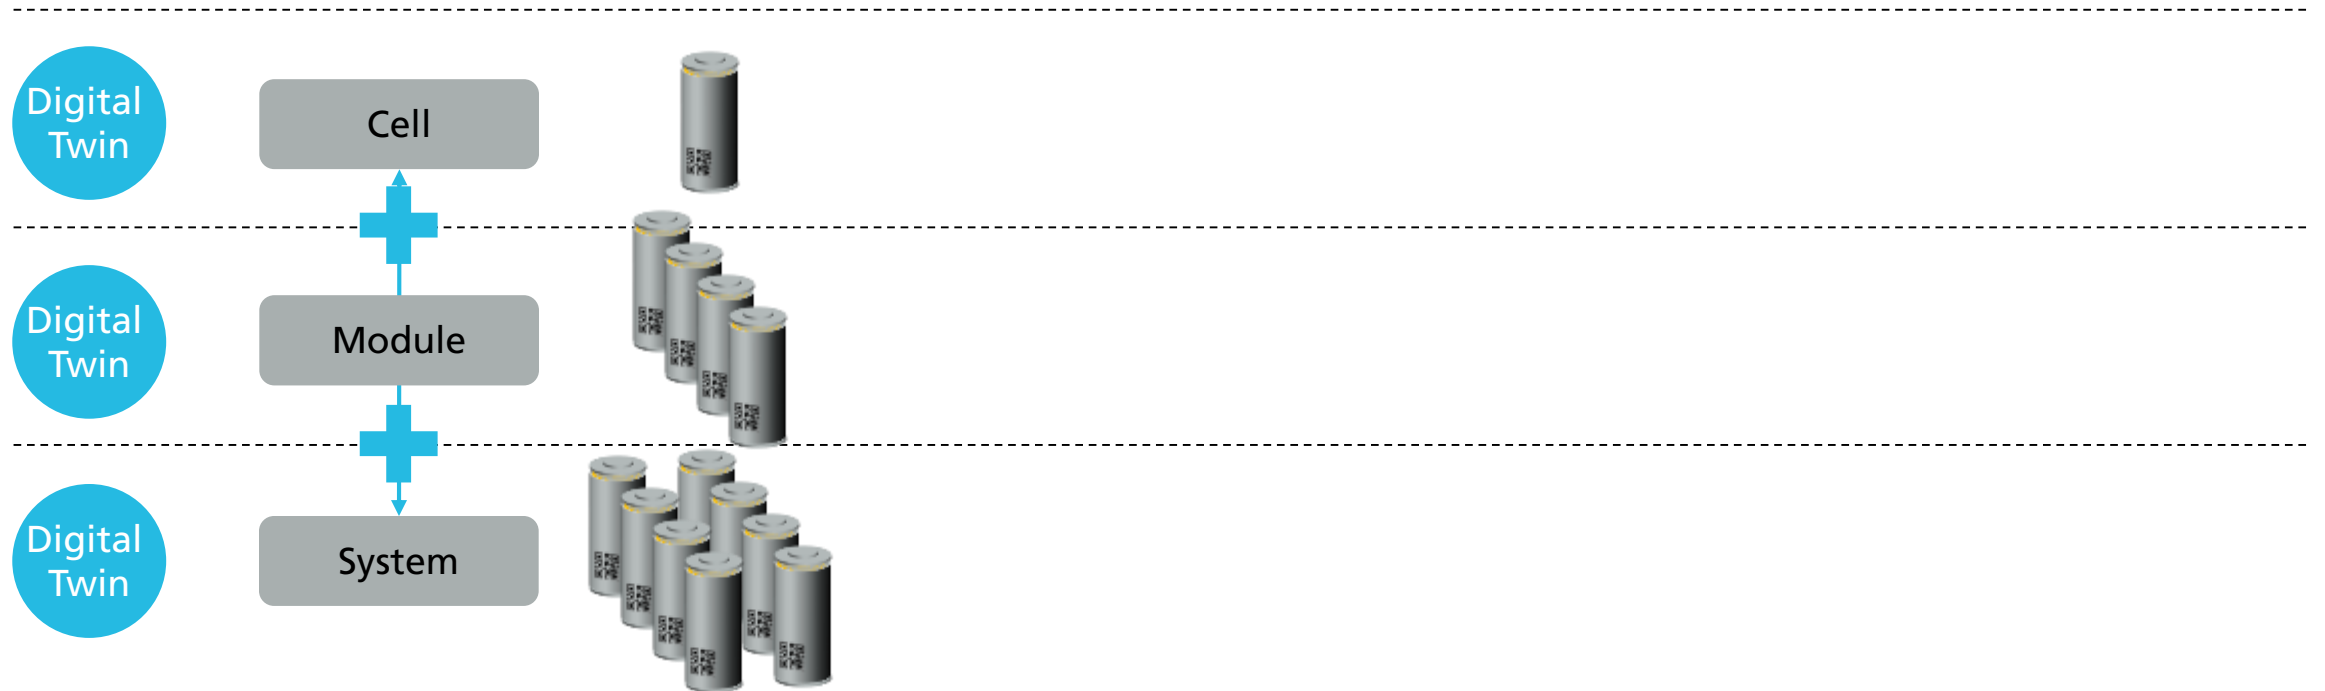 Digital
Twin
Cell
Digital
Twin
Module
Digital
Twin
System